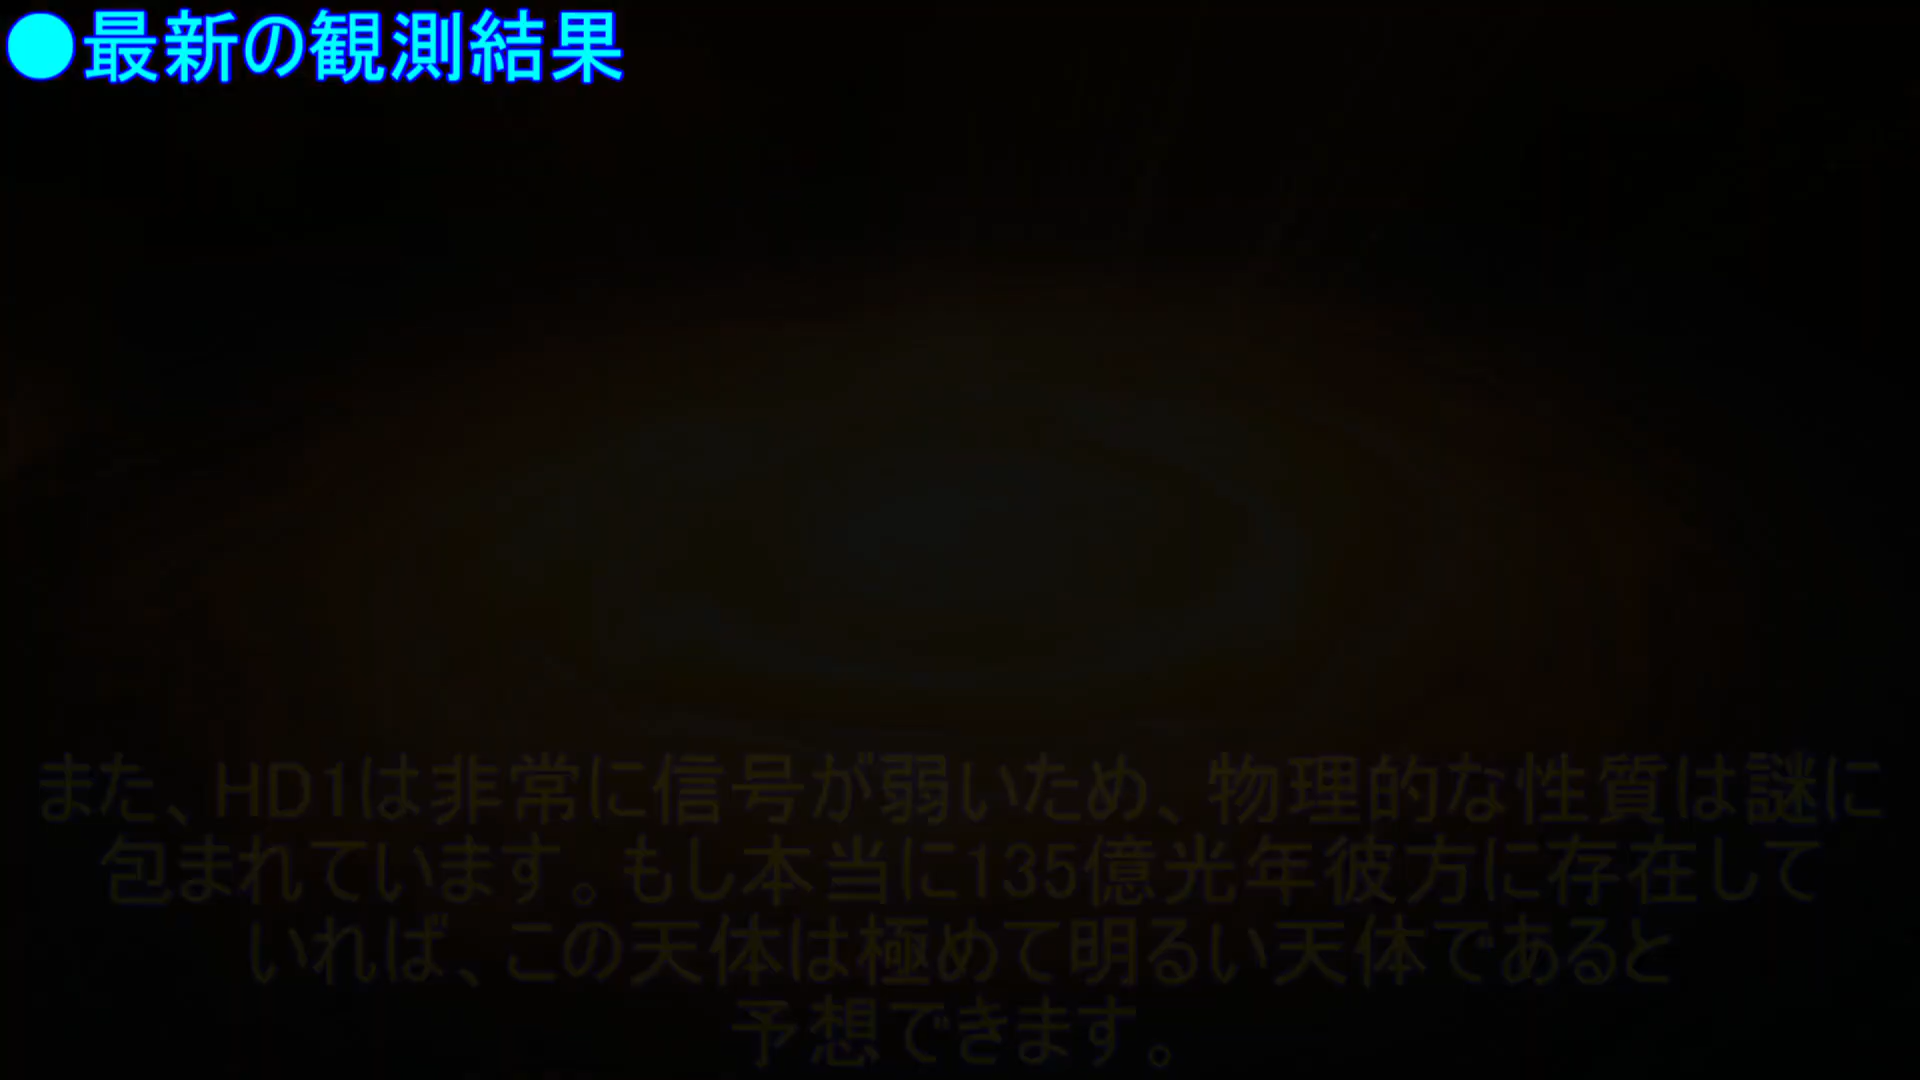 ●最新の観測結果
また、HD1は非常に信号が弱いため、物理的な性質は謎に
包まれています。もし本当に135億光年彼方に存在して
いれば、この天体は極めて明るい天体であると
予想できます。